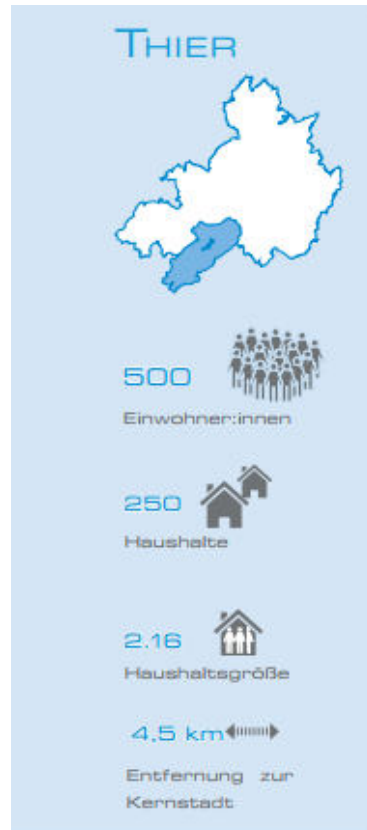 THIER
500
Einwohner:innen
250
Haushalte
2.16
Haushaltsgröße
4,5 km
Entfernung zur
Kernstadt